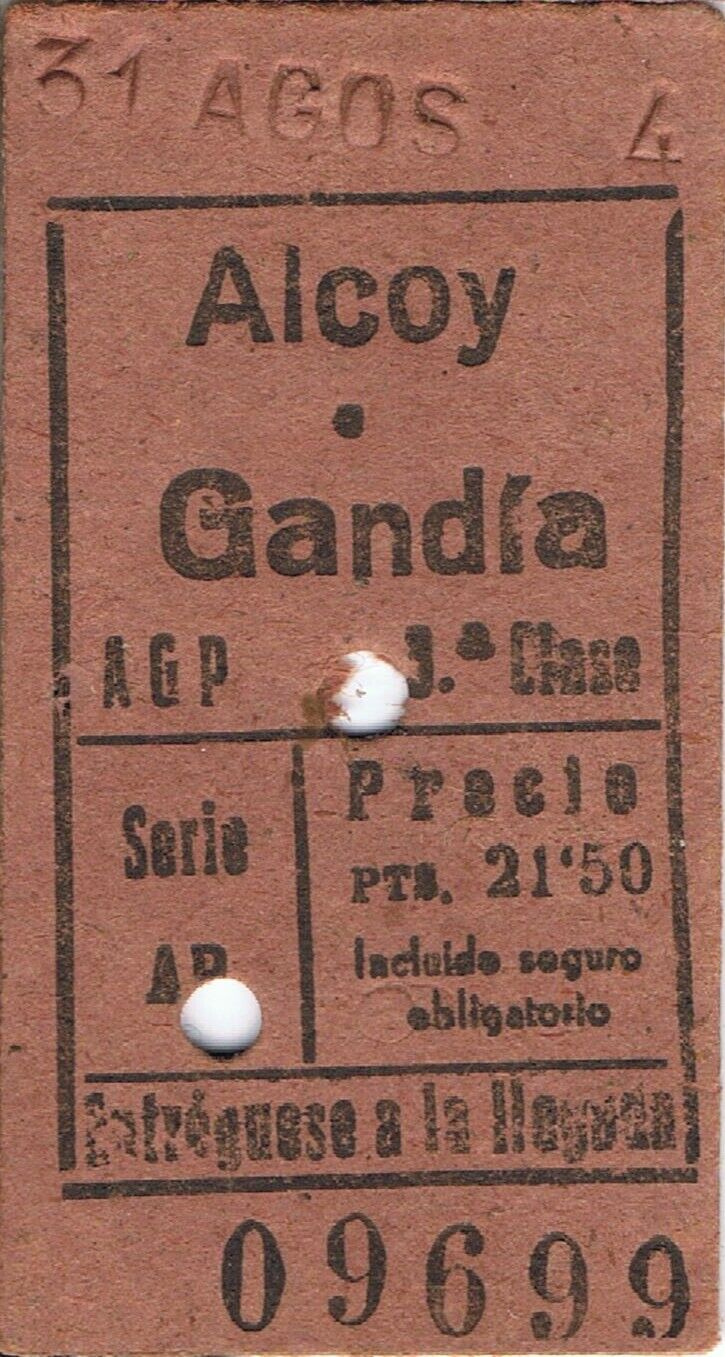 31 AGOS 4
Alcoy
•
Gandía
AGP 3.ª Clase
Precio
Serie
PTS. 21'50
AP
Incluido seguro
obligatorio
Entréguese a la llegada
09699